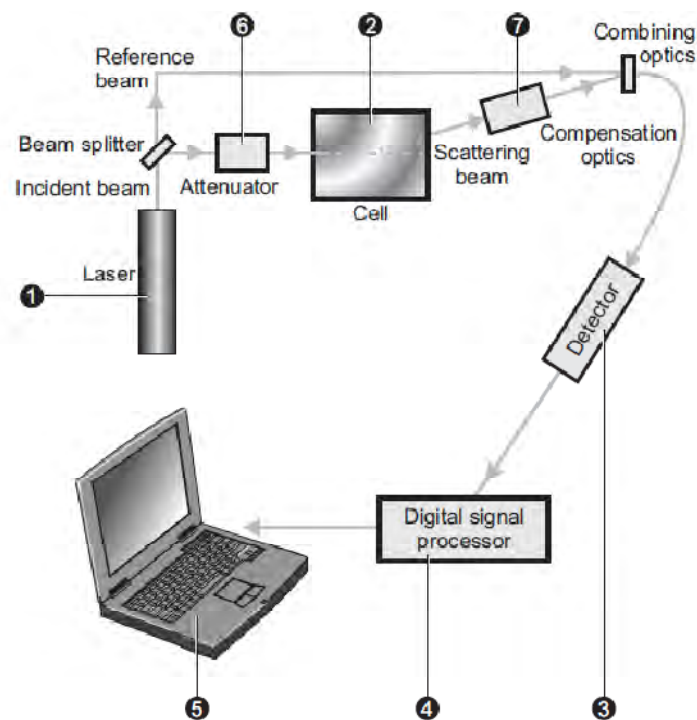 6
2
7
Combining
optics
Reference
beam
Beam splitter
Incident beam
Attenuator
Cell
Scattering
beam
Compensation
optics
Laser
1
Detector
3
Digital signal
processor
5
4